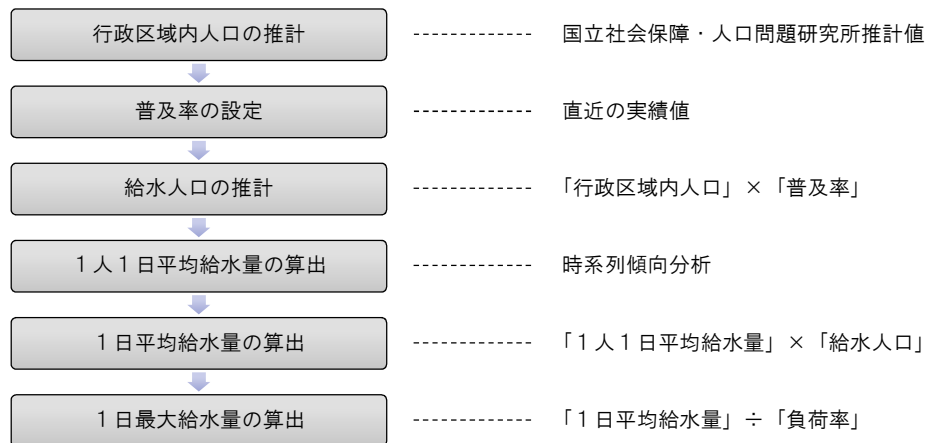 行政区域内人口の推計 ------------- 国立社会保障・人口問題研究所推計値
普及率の設定 ------------- 直近の実績値
給水人口の推計 ------------- 「行政区域内人口」×「普及率」
1人1日平均給水量の算出 ------------- 時系列傾向分析
1日平均給水量の算出 ------------- 「1人1日平均給水量」×「給水人口」
1日最大給水量の算出 ------------- 「1日平均給水量」÷「負荷率」